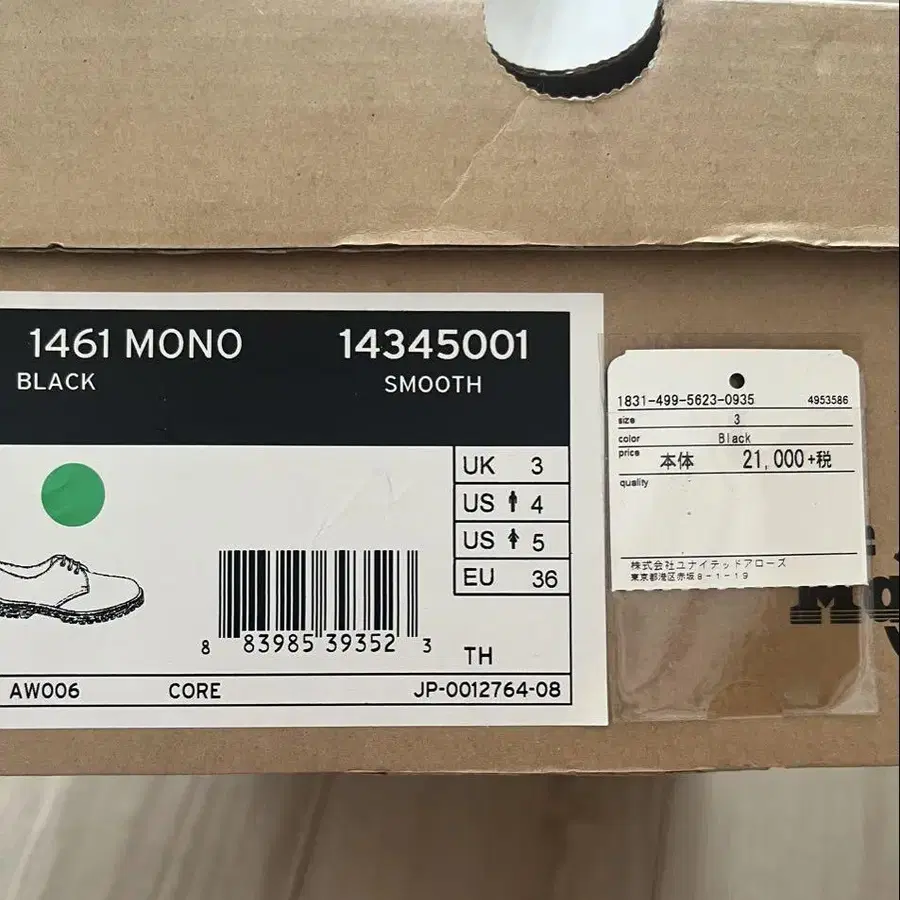 1461 MONO 14345001
BLACK SMOOTH
UK 3
US 4
US 5
EU 36
8 83985 39352 3
TH
AW006 CORE JP-0012764-08
1831-499-5623-0935 4953586
size 3
color Black
price 本体 21,000+税
quality
株式会社ユナイテッドアローズ
東京都港区赤坂8-1-19